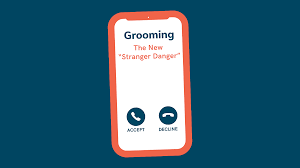 Grooming
The New
"Stranger Danger"
ACCEPT DECLINE